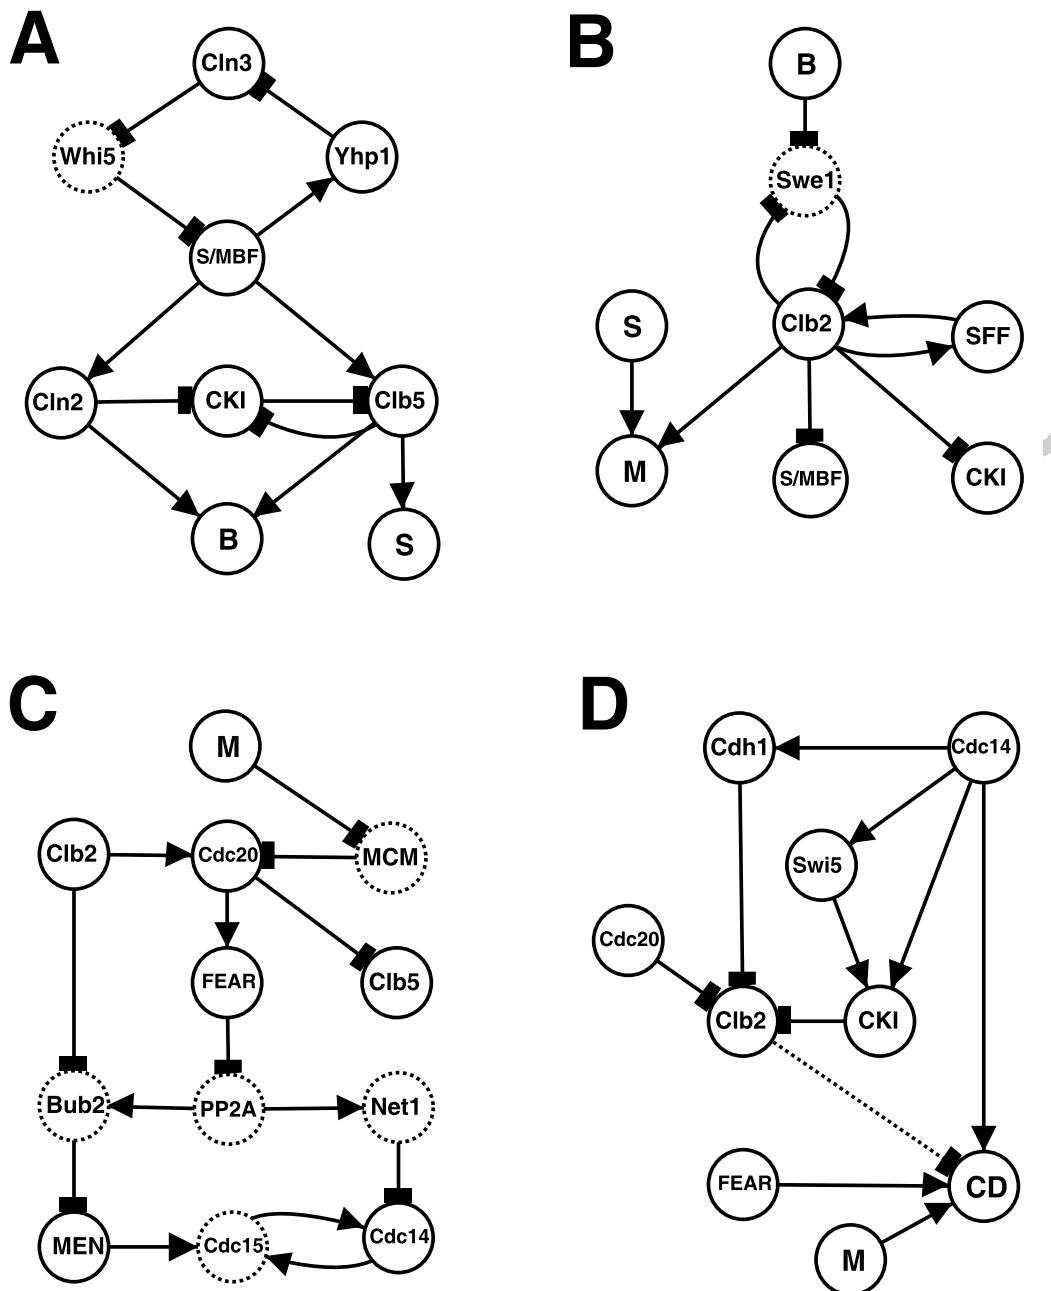 A
Cln3
Whi5
Yhp1
S/MBF
Cln2
CKI
Clb5
B
S
B
B
Swe1
S
Clb2
SFF
M
S/MBF
CKI
C
M
Clb2
Cdc20
MCM
FEAR
Clb5
Bub2
PP2A
Net1
MEN
Cdc15
Cdc14
D
Cdh1
Cdc14
Swi5
Cdc20
Clb2
CKI
FEAR
CD
M